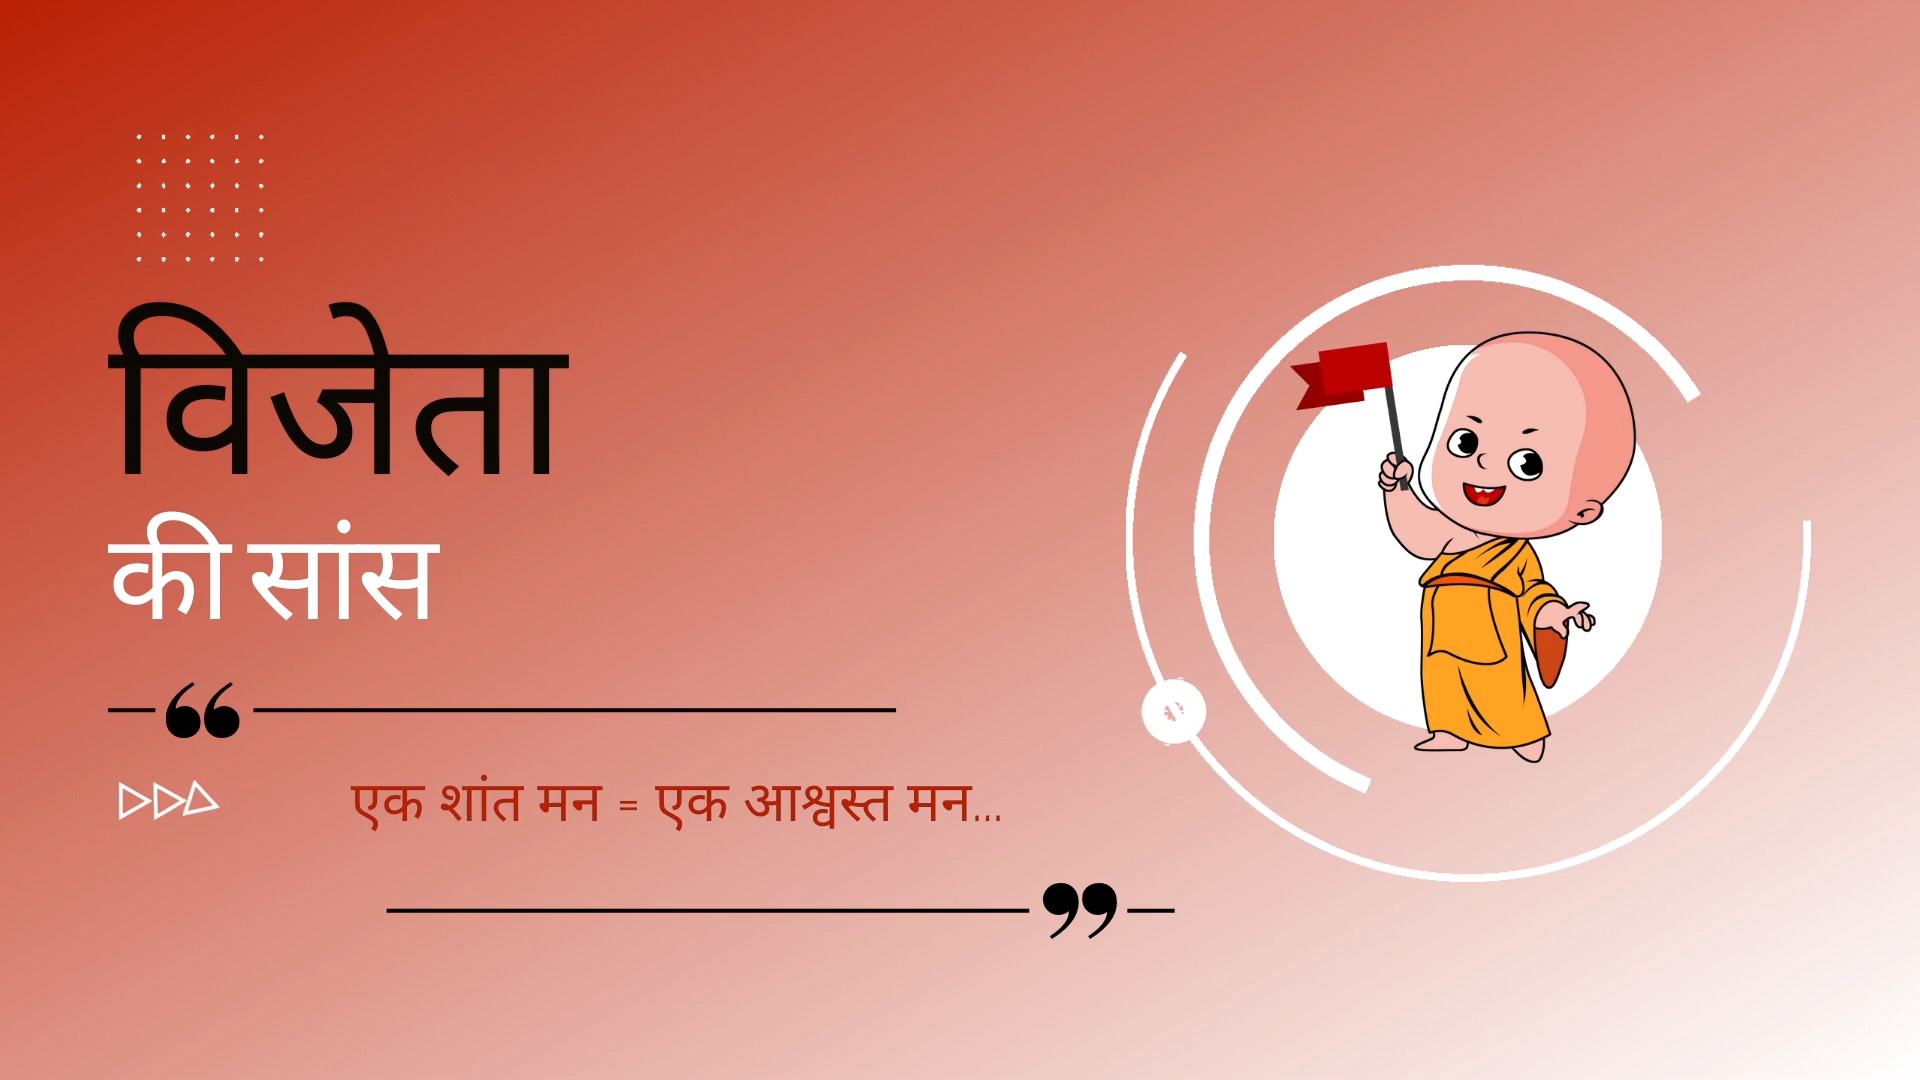 विजेता
की सांस
“
एक शांत मन = एक आश्वस्त मन...
”